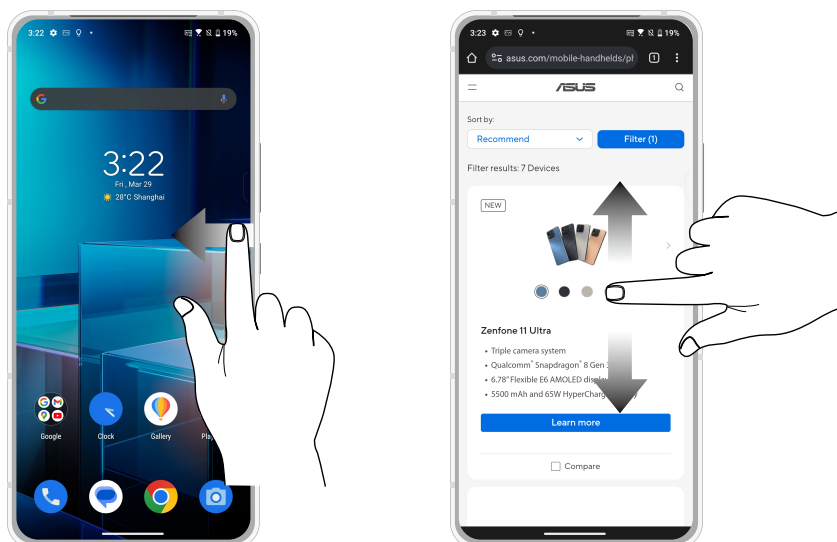 3:22
19%
3:22
Fri, Mar 29
28°C Shanghai
Google
Clock
Gallery
3:23
19%
asus.com/mobile-handhelds/ph
1
ASUS
Sort by:
Recommend
Filter (1)
Filter results: 7 Devices
NEW
Zenfone 11 Ultra
• Triple camera system
• Qualcomm® Snapdragon® 8 Gen
• 6.78" Flexible E6 AMOLED
• 5500 mAh and 65W HyperCharge
Learn more
Compare